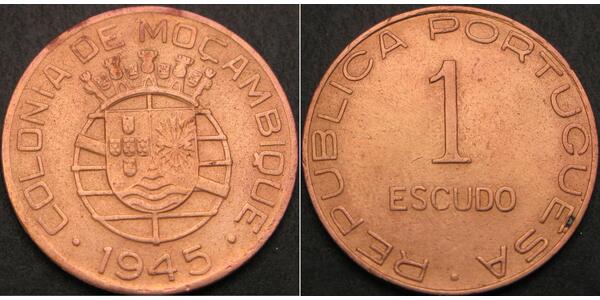 COLONIA DE MOÇAMBIQUE
· 1945 ·
REPUBLICA PORTUGUESA ·
1
ESCUDO